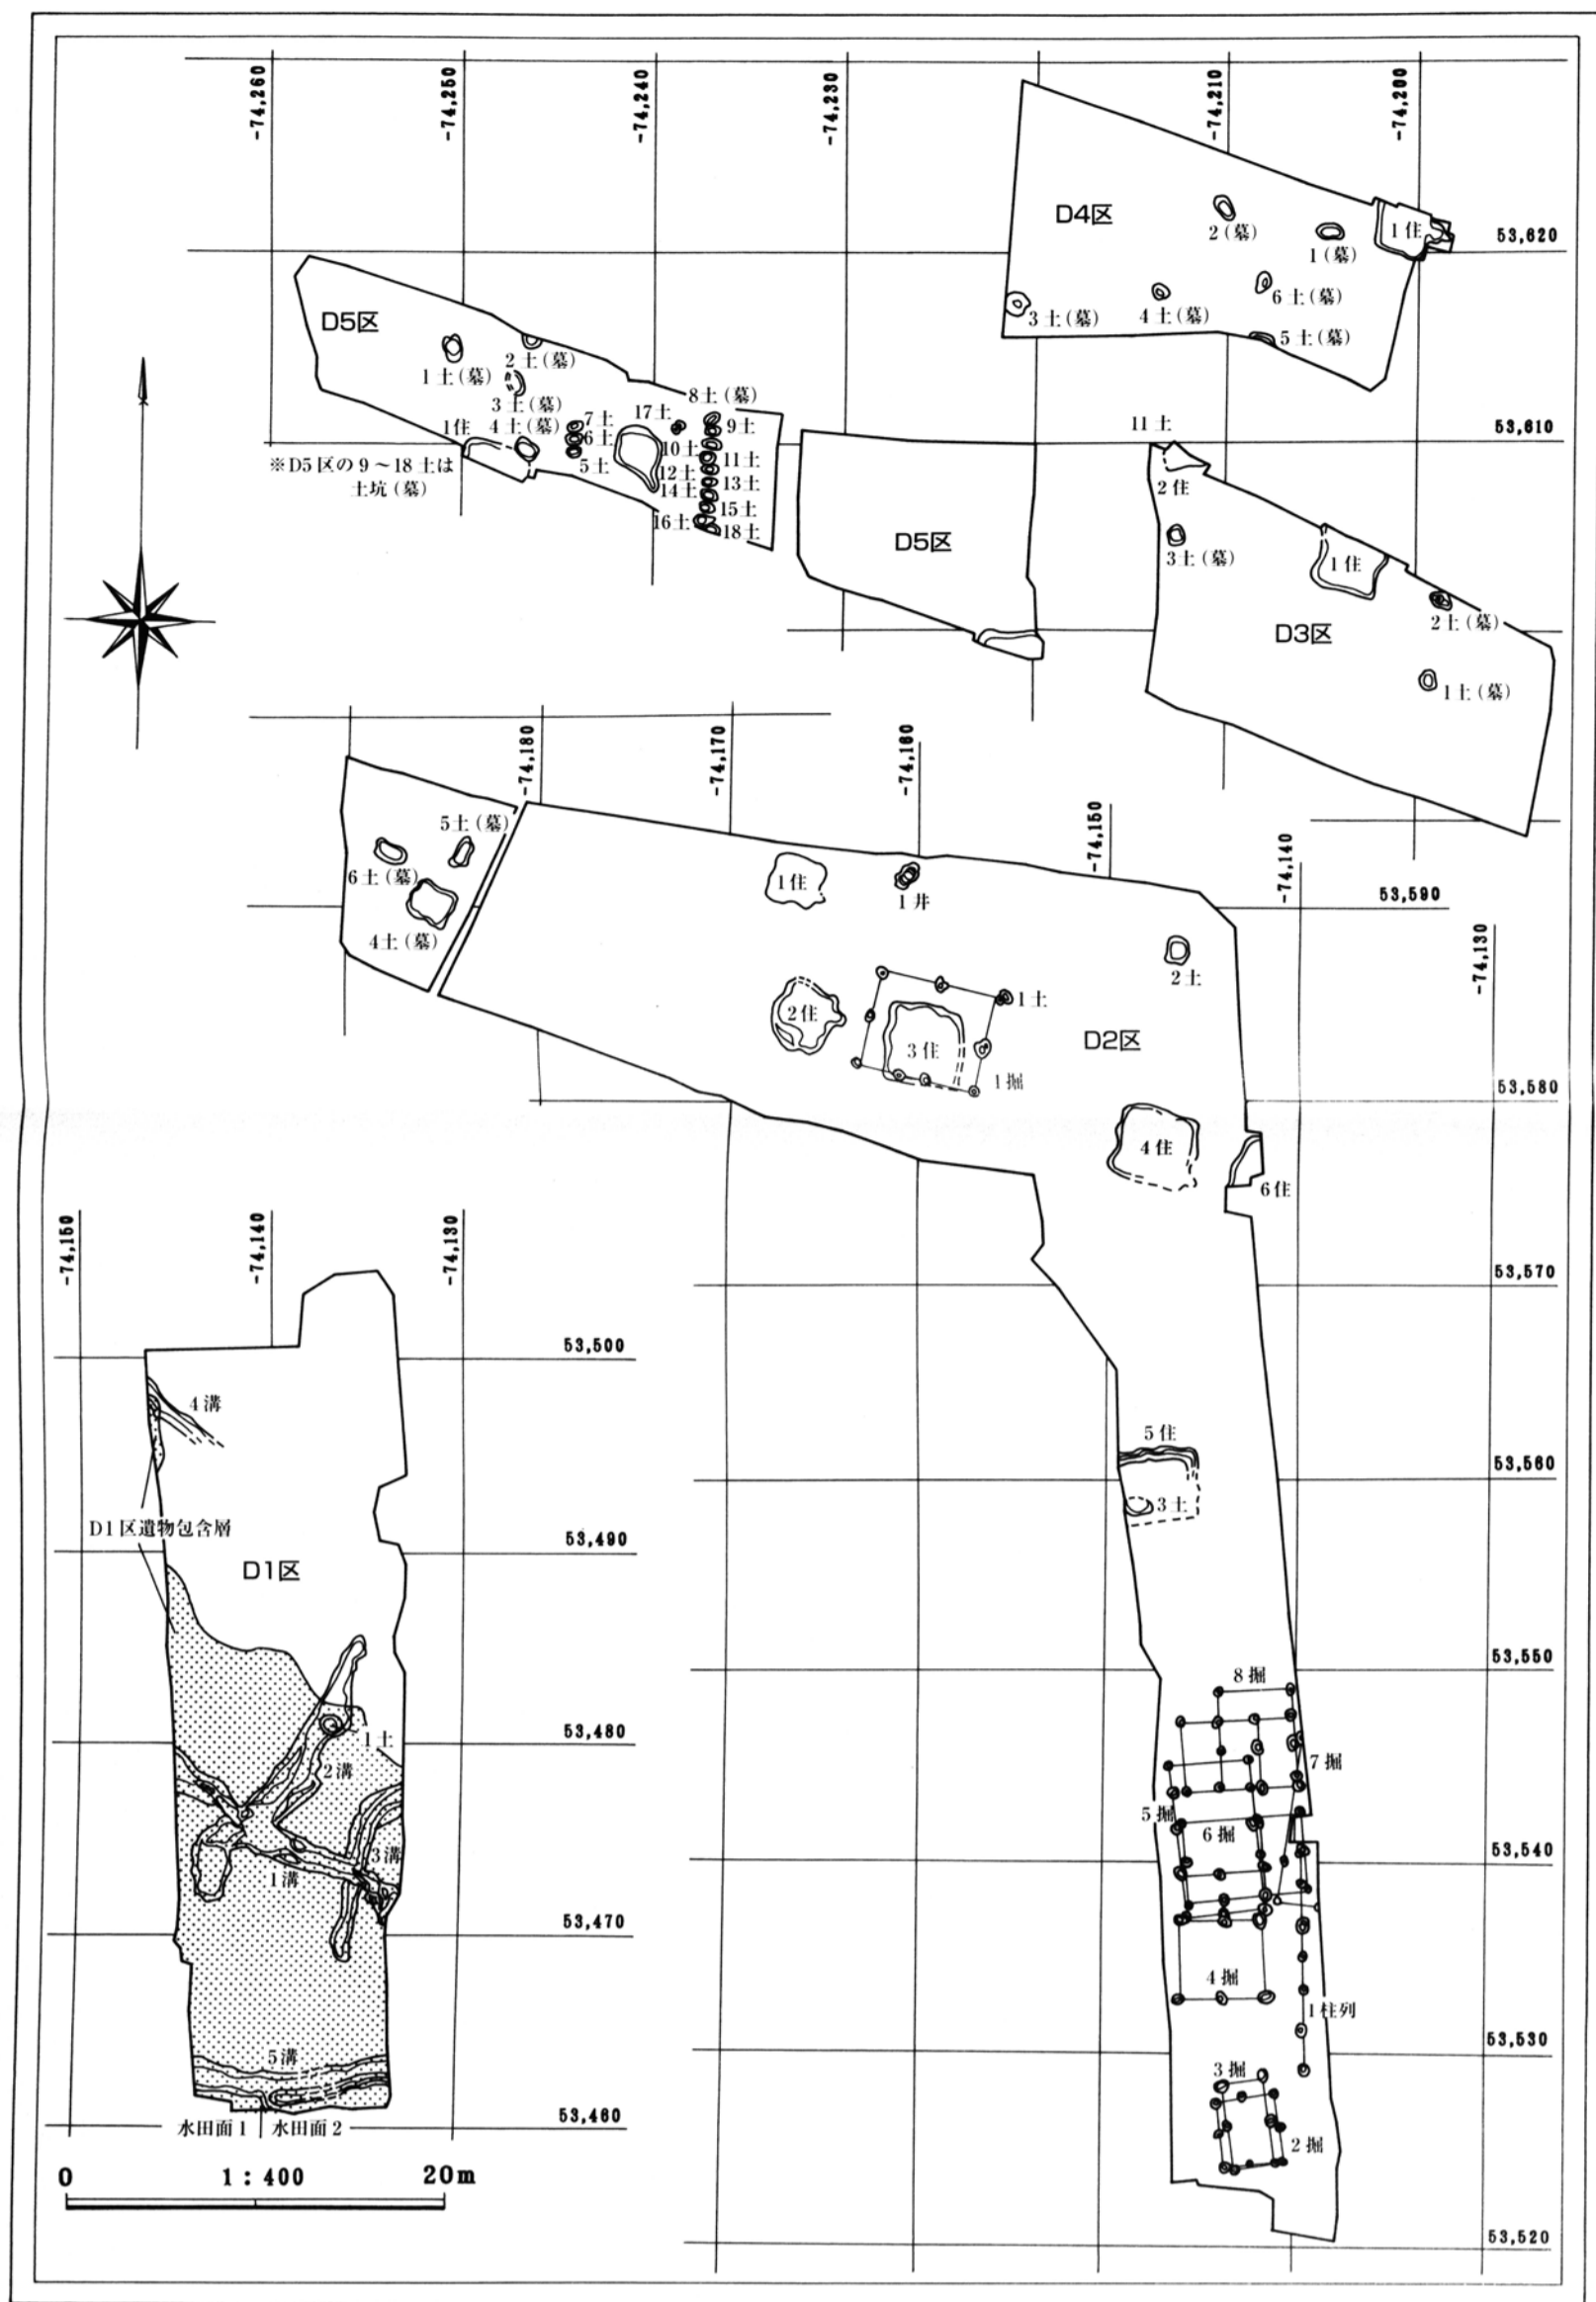 -74,260
-74,250
-74,240
-74,230
-74,210
-74,200
D4区
2(墓)
1(墓)
1住
53,620
6土(墓)
3土(墓)
4土(墓)
5土(墓)
D5区
1土(墓)
2土(墓)
3土(墓)
1住
4土(墓)
7土
6土
5土
17土
8土(墓)
9土
10土
11土
12土
13土
14土
15土
16土
18土
※D5区の9～18土は
土坑(墓)
D5区
53,610
11土
2住
3土(墓)
1住
2土(墓)
D3区
1土(墓)
-74,180
-74,170
-74,160
-74,150
-74,140
-74,130
5土(墓)
6土(墓)
4土(墓)
1住
1井
53,590
2土
2住
3住
1土
1掘
D2区
53,580
4住
6住
53,570
5住
3土
53,560
53,550
8掘
7掘
5掘
6掘
53,540
4掘
1柱列
53,530
3掘
2掘
53,520
-74,150
-74,140
-74,130
53,500
4溝
D1区遺物包含層
53,490
D1区
53,480
1土
2溝
3溝
1溝
53,470
5溝
53,460
水田面1
水田面2
0 1:400 20m